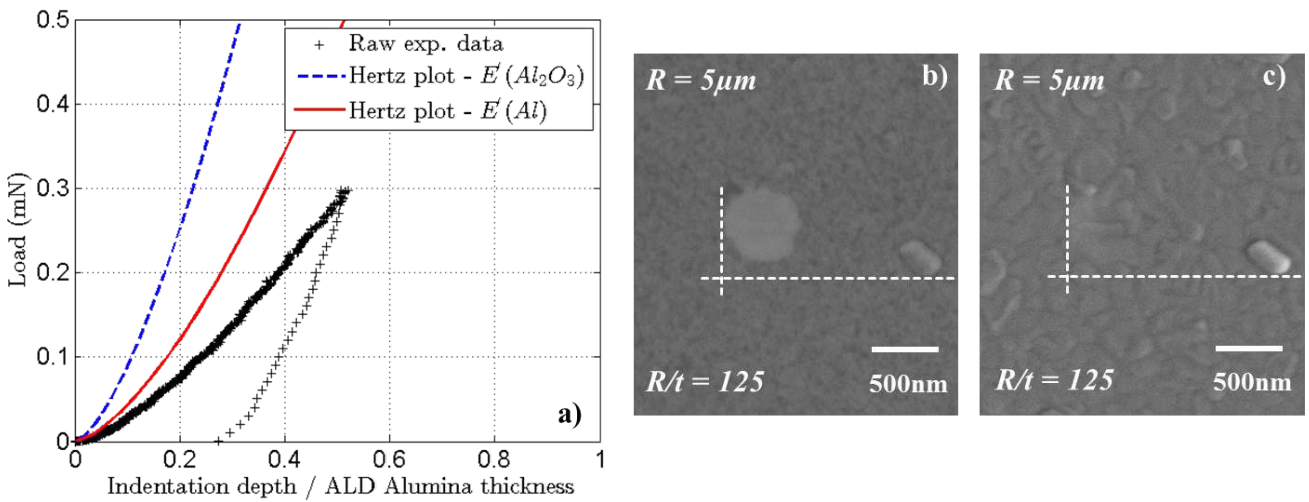 0.5
0.4
0.3
0.2
0.1
0
Load (mN)
0
0.2
0.4
0.6
0.8
1
Indentation depth / ALD Alumina thickness
Raw exp. data
Hertz plot - E′(Al₂O₃)
Hertz plot - E′(Al)
a)
R = 5μm
b)
R/t = 125
500nm
R = 5μm
c)
R/t = 125
500nm